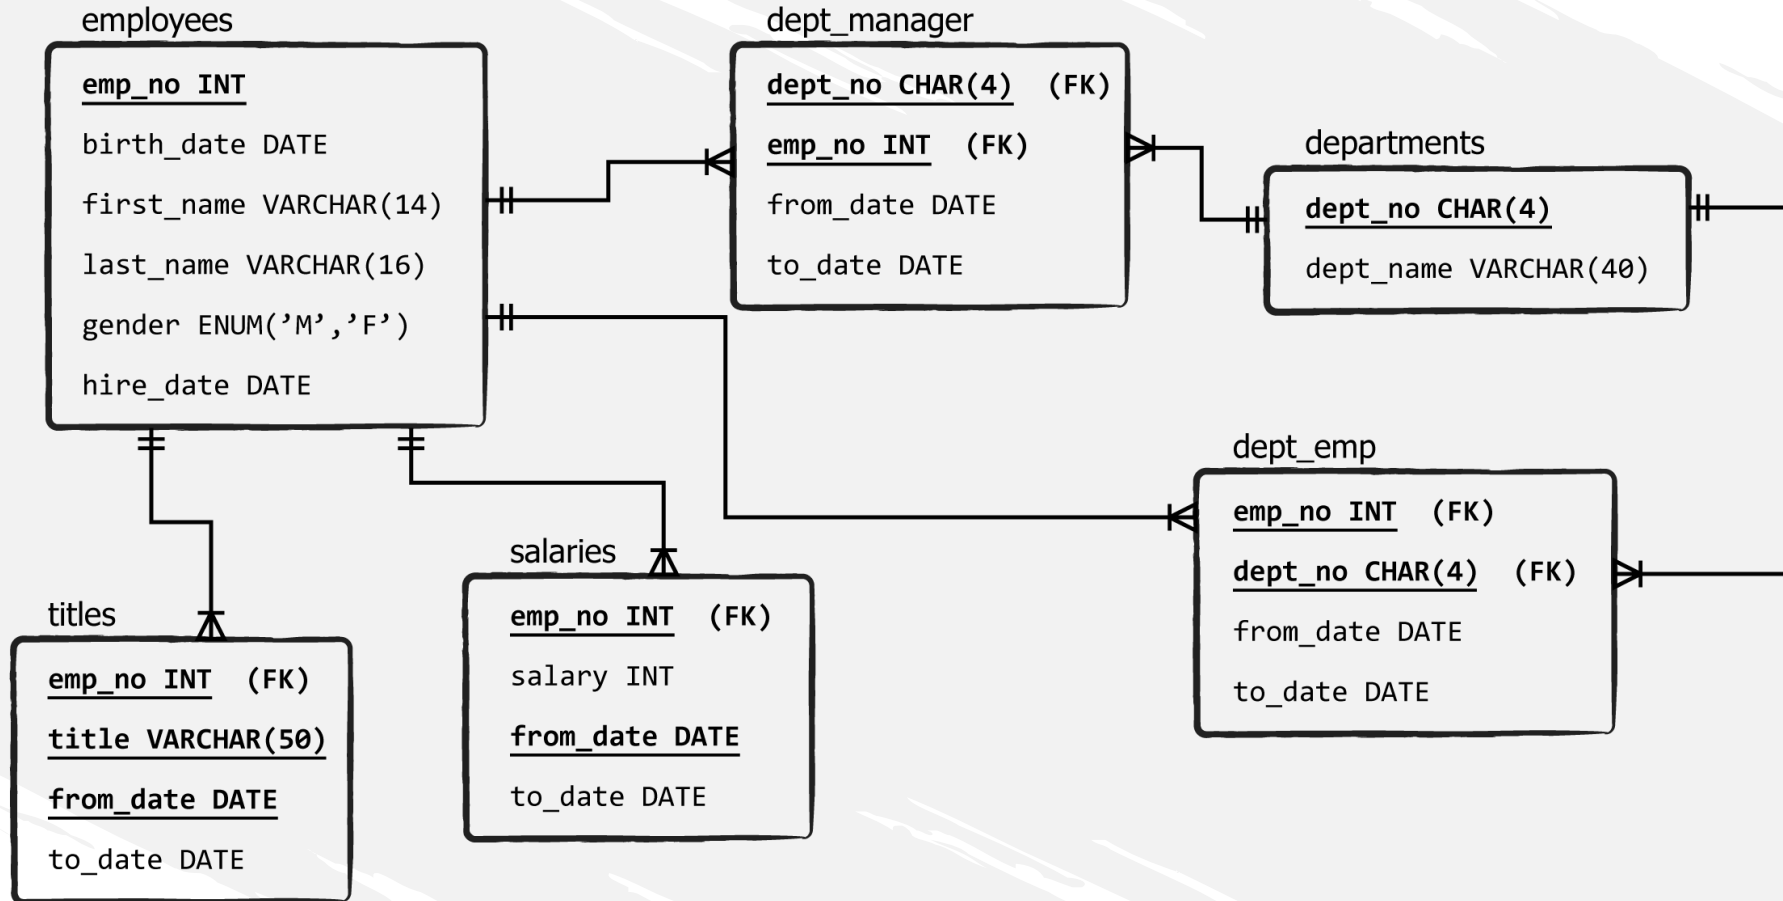 employees
emp_no INT
birth_date DATE
first_name VARCHAR(14)
last_name VARCHAR(16)
gender ENUM(’M’,’F’)
hire_date DATE
dept_manager
dept_no CHAR(4) (FK)
emp_no INT (FK)
from_date DATE
to_date DATE
departments
dept_no CHAR(4)
dept_name VARCHAR(40)
dept_emp
emp_no INT (FK)
dept_no CHAR(4) (FK)
from_date DATE
to_date DATE
salaries
emp_no INT (FK)
salary INT
from_date DATE
to_date DATE
titles
emp_no INT (FK)
title VARCHAR(50)
from_date DATE
to_date DATE